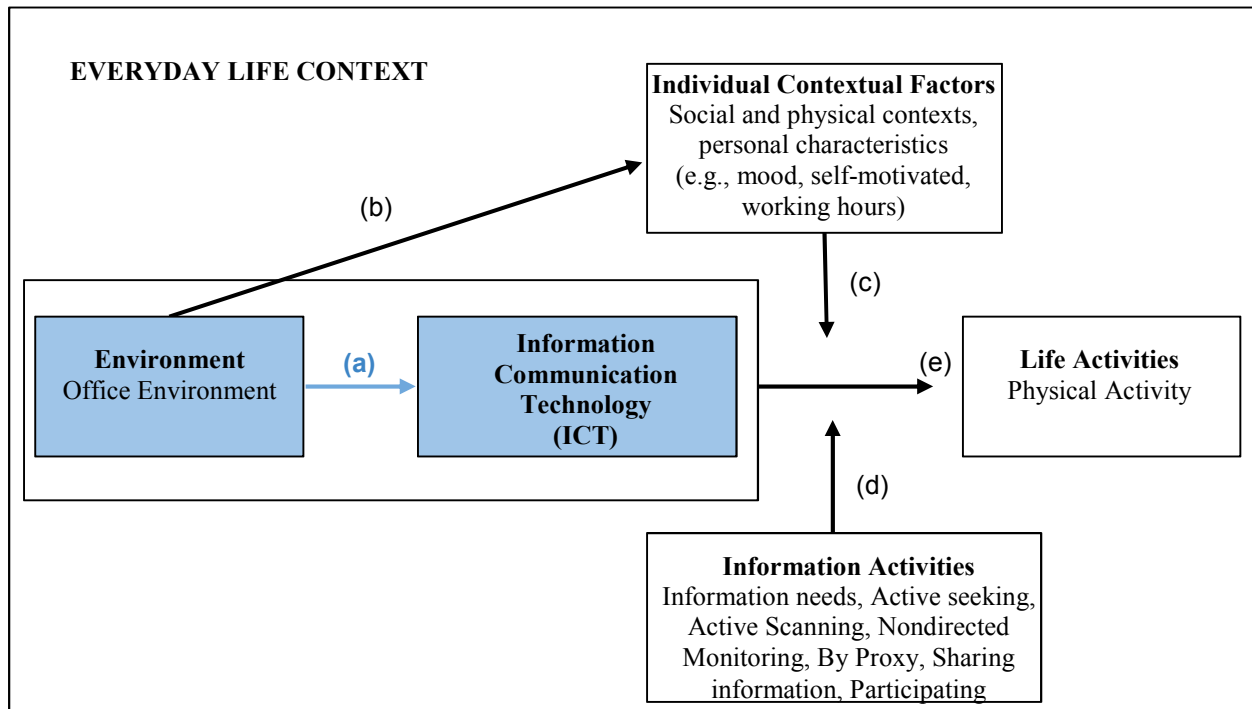 EVERYDAY LIFE CONTEXT
Individual Contextual Factors
Social and physical contexts,
personal characteristics
(e.g., mood, self-motivated,
working hours)
(b)
(c)
Environment
Office Environment
(a)
Information
Communication
Technology
(ICT)
(e)
Life Activities
Physical Activity
(d)
Information Activities
Information needs, Active seeking,
Active Scanning, Nondirected
Monitoring, By Proxy, Sharing
information, Participating